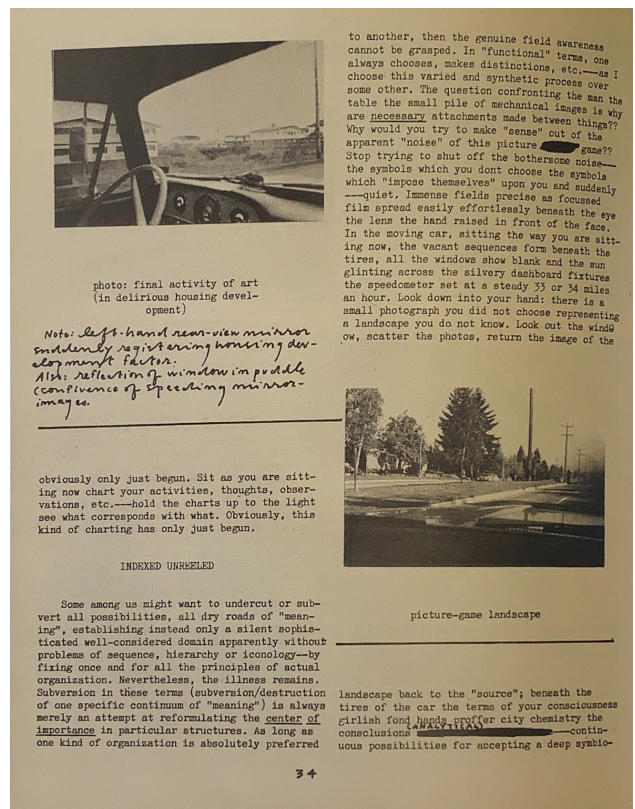 photo: final activity of art
(in delirious housing devel-
opment)
Note: left-hand rear-view mirror
suddenly registering housing dev-
elopment factor.
Also: reflection of window in puddle
(confluence of speeding mirror-
images.
obviously only just begun. Sit as you are sitt-
ing now chart your activities, thoughts, obser-
vations, etc.---hold the charts up to the light
see what corresponds with what. Obviously, this
kind of charting has only just begun.
INDEXED UNREELED
Some among us might want to undercut or sub-
vert all possibilities, all dry roads of "mean-
ing", establishing instead only a silent sophis-
ticated well-considered domain apparently without
problems of sequence, hierarchy or iconology--by
fixing once and for all the principles of actual
organization. Nevertheless, the illness remains.
Subversion in these terms (subversion/destruction
of one specific continuum of "meaning") is always
merely an attempt at reformulating the center of
importance in particular structures. As long as
one kind of organization is absolutely preferred
to another, then the genuine field awareness
cannot be grasped. In "functional" terms, one
always chooses, makes distinctions, etc.---as I
choose this varied and synthetic process over
some other. The question confronting the man the
table the small pile of mechanical images is why
are necessary attachments made between things??
Why would you try to make "sense" out of the
apparent "noise" of this picture game??
Stop trying to shut off the bothersome noise---
the symbols which you dont choose the symbols
which "impose themselves" upon you and suddenly
---quiet. Immense fields precise as focussed
film spread easily effortlessly beneath the eye
the lens the hand raised in front of the face.
In the moving car, sitting the way you are sitt-
ing now, the vacant sequences form beneath the
tires, all the windows show blank and the sun
glinting across the silvery dashboard fixtures
the speedometer set at a steady 33 or 34 miles
an hour. Look down into your hand: there is a
small photograph you did not choose representing
a landscape you do not know. Look out the wind
ow, scatter the photos, return the image of the
picture-game landscape
landscape back to the "source"; beneath the
tires of the car the terms of your consciousness
girlish fond hands proffer city chemistry the
(ANALYTICAL)
consclusions ---contin-
uous possibilities for accepting a deep symbio-
34